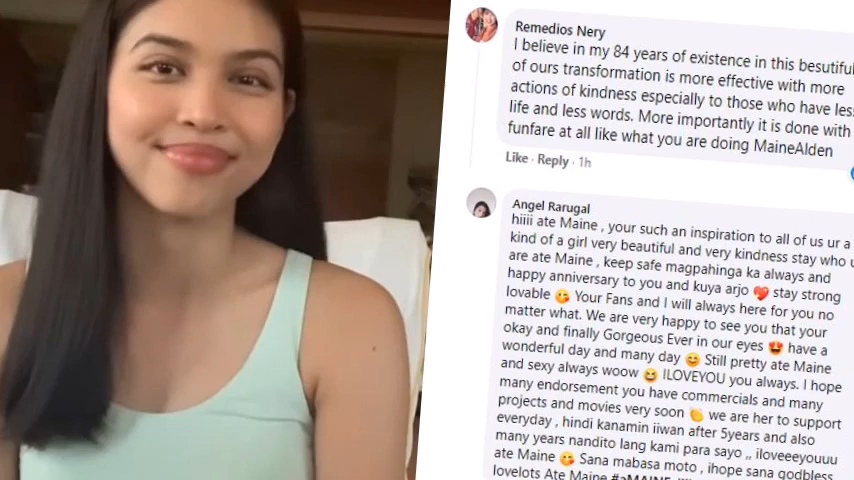 Remedios Nery
I believe in my 84 years of existence in this besutiful
of ours transformation is more effective with more
actions of kindness especially to those who have less
life and less words. More importantly it is done with
funfare at all like what you are doing MaineAlden
Like · Reply · 1h
Angel Rarugal
hiiii ate Maine , your such an inspiration to all of us ur a
kind of a girl very beautiful and very kindness stay who u
are ate Maine , keep safe magpahinga ka always and
happy anniversary to you and kuya arjo 💖 stay strong
lovable 😋 Your Fans and I will always here for you no
matter what. We are very happy to see you that your
okay and finally Gorgeous Ever in our eyes 😍 have a
wonderful day and many day 😊 Still pretty ate Maine
and sexy always woow 😆 ILOVEYOU you always. I hope
many endorsement you have commercials and many
projects and movies very soon 👏 we are her to support
everyday , hindi kanamin iiwan after 5years and also
many years nandito lang kami para sayo ,, iloveeeyouuu
ate Maine 😋 Sana mabasa moto , ihope sana godbless
lovelots Ate Maine